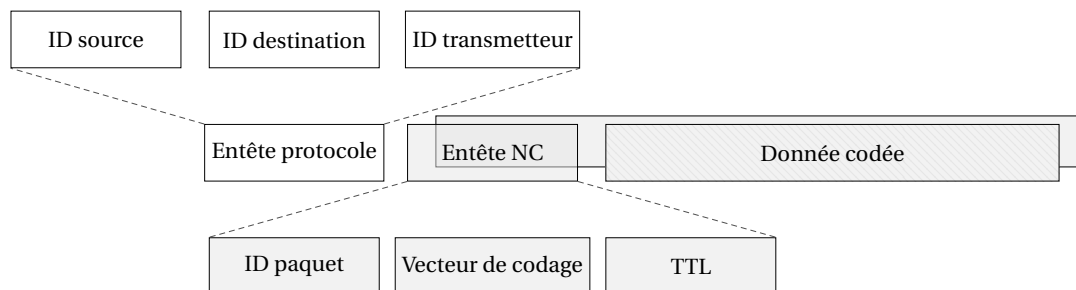 ID source ID destination ID transmetteur
Entête protocole Entête NC Donnée codée
ID paquet Vecteur de codage TTL